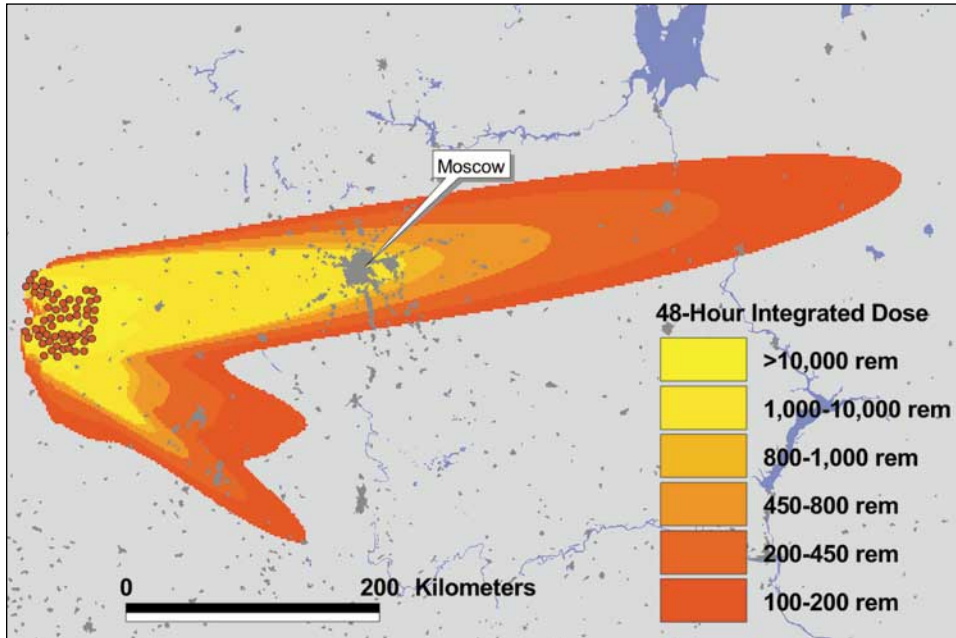 Moscow
48-Hour Integrated Dose
>10,000 rem
1,000-10,000 rem
800-1,000 rem
450-800 rem
200-450 rem
100-200 rem
0 200 Kilometers